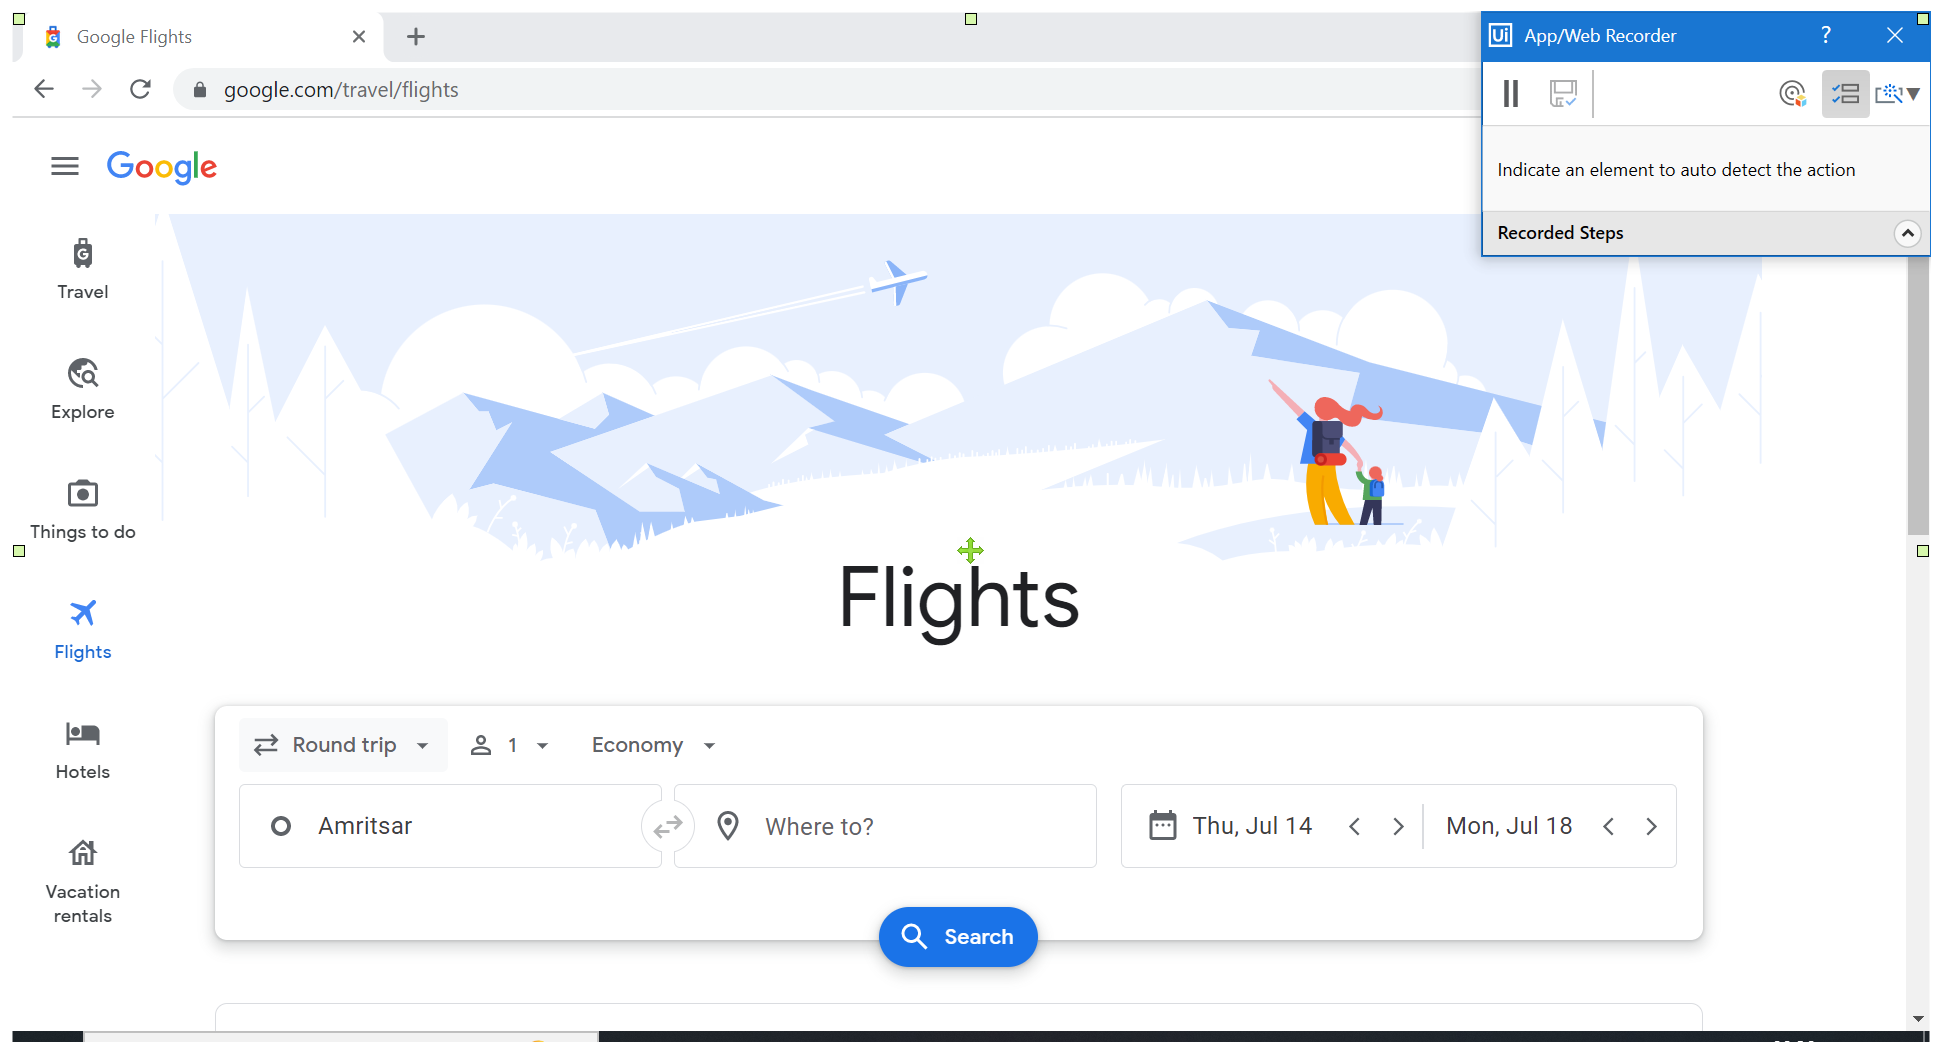 Google Flights
Ui App/Web Recorder ?
google.com/travel/flights
Google
Indicate an element to auto detect the action
Recorded Steps
Travel
Explore
Things to do
Flights
Hotels
Vacation
rentals
Flights
Round trip 1 Economy
Amritsar Where to? Thu, Jul 14 Mon, Jul 18
Search